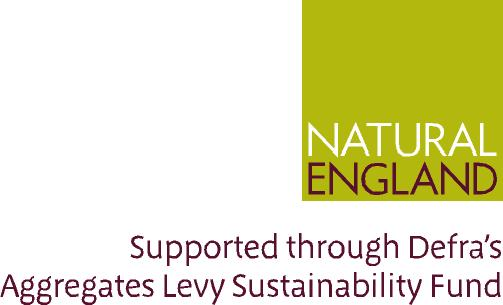 NATURAL
ENGLAND
Supported through Defra's
Aggregates Levy Sustainability Fund